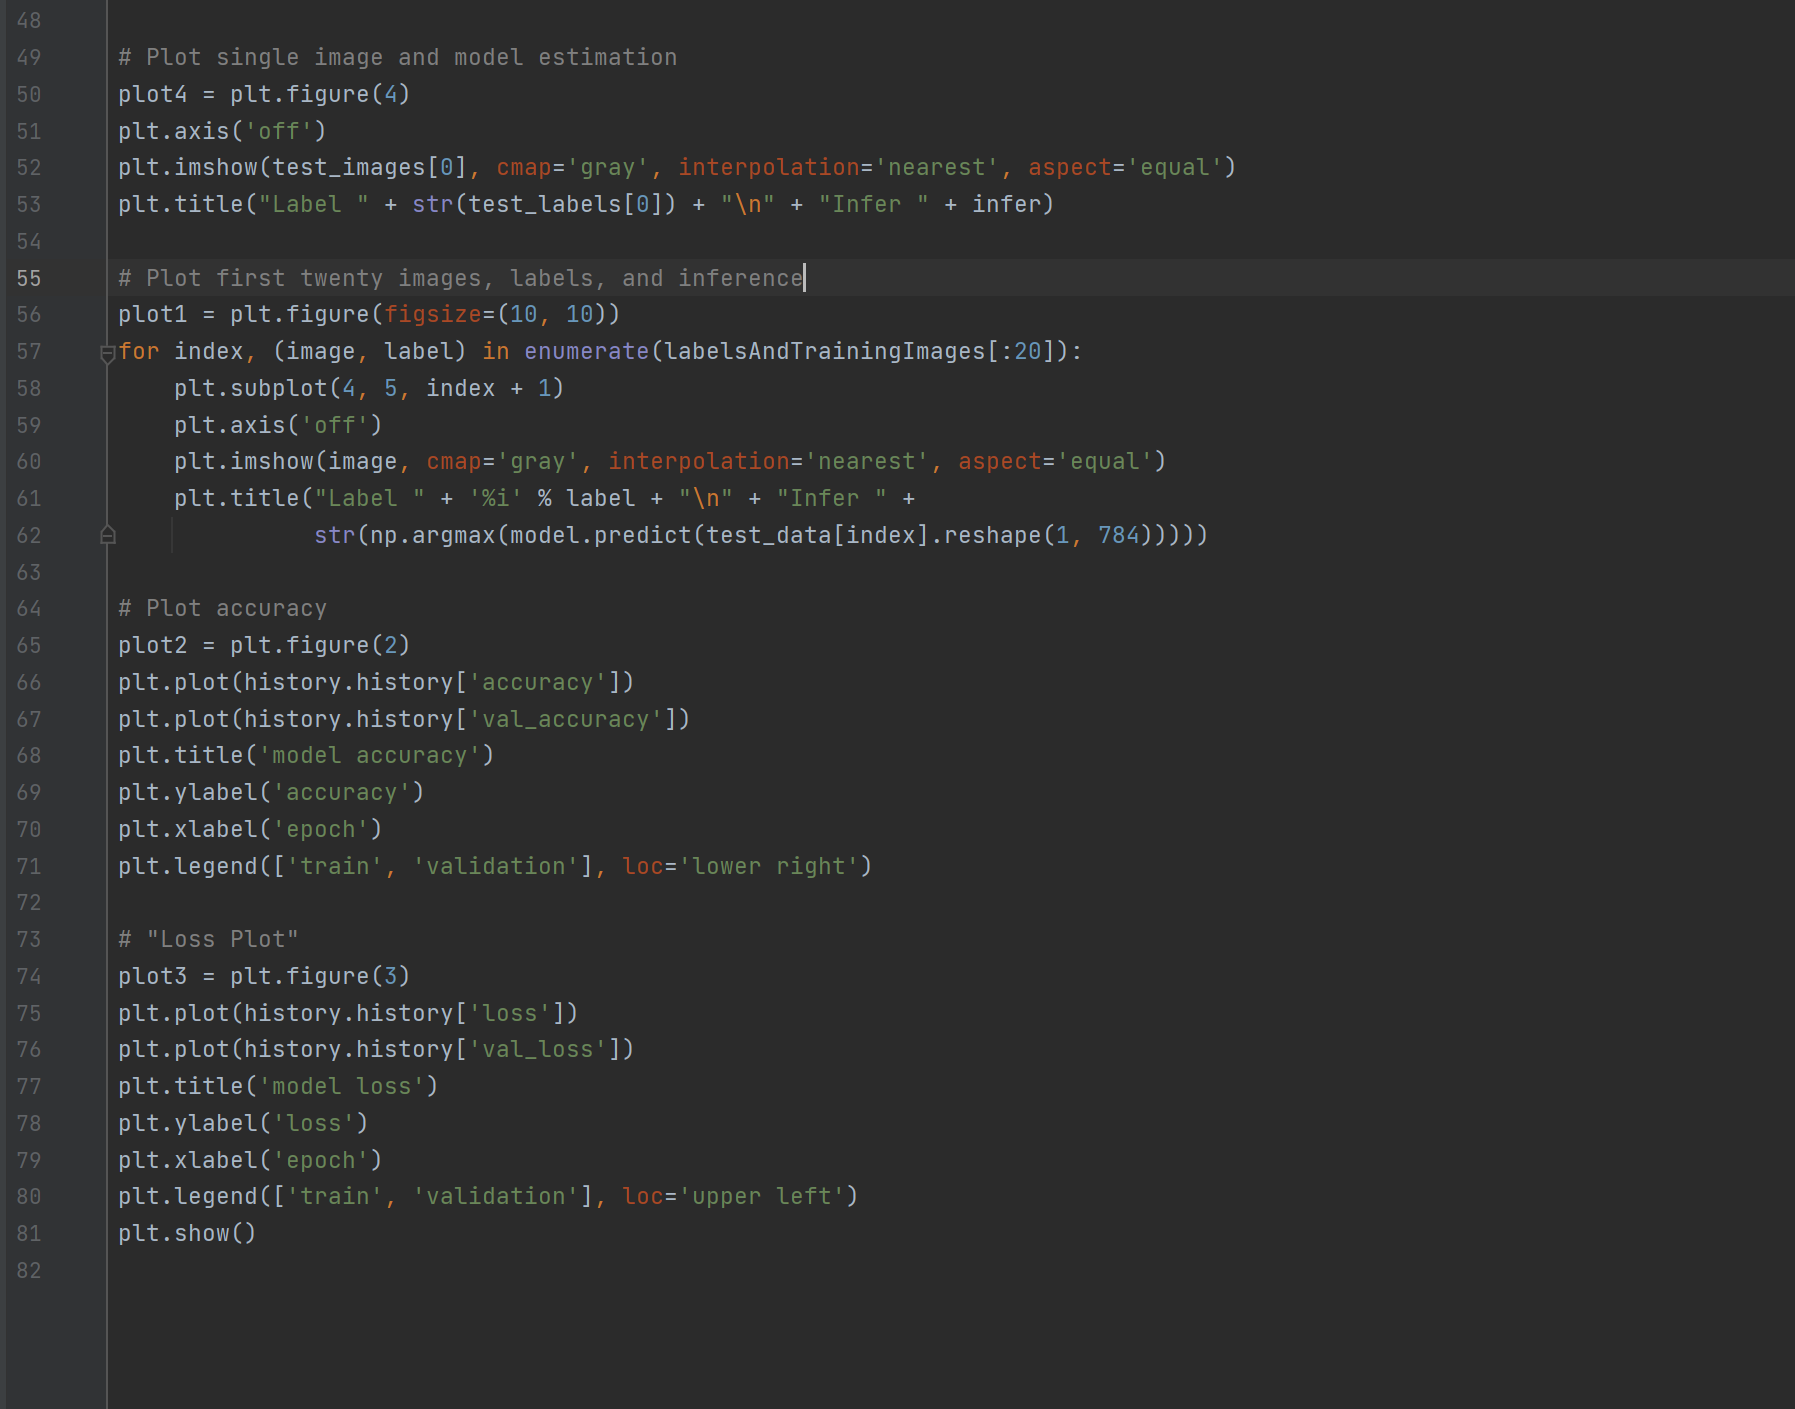 48
49 # Plot single image and model estimation
50 plot4 = plt.figure(4)
51 plt.axis('off')
52 plt.imshow(test_images[0], cmap='gray', interpolation='nearest', aspect='equal')
53 plt.title("Label " + str(test_labels[0]) + "\n" + "Infer " + infer)
54
55 # Plot first twenty images, labels, and inference
56 plot1 = plt.figure(figsize=(10, 10))
57 for index, (image, label) in enumerate(labelsAndTrainingImages[:20]):
58     plt.subplot(4, 5, index + 1)
59     plt.axis('off')
60     plt.imshow(image, cmap='gray', interpolation='nearest', aspect='equal')
61     plt.title("Label " + '%i' % label + "\n" + "Infer " +
62               str(np.argmax(model.predict(test_data[index].reshape(1, 784)))))
63
64 # Plot accuracy
65 plot2 = plt.figure(2)
66 plt.plot(history.history['accuracy'])
67 plt.plot(history.history['val_accuracy'])
68 plt.title('model accuracy')
69 plt.ylabel('accuracy')
70 plt.xlabel('epoch')
71 plt.legend(['train', 'validation'], loc='lower right')
72
73 # "Loss Plot"
74 plot3 = plt.figure(3)
75 plt.plot(history.history['loss'])
76 plt.plot(history.history['val_loss'])
77 plt.title('model loss')
78 plt.ylabel('loss')
79 plt.xlabel('epoch')
80 plt.legend(['train', 'validation'], loc='upper left')
81 plt.show()
82